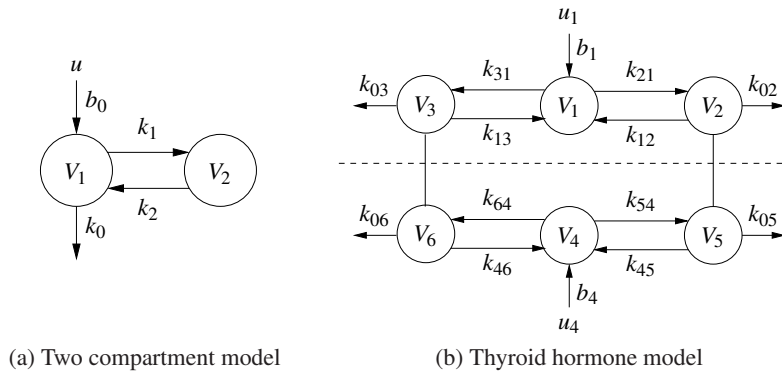 u
b₀
k₁
V₁
V₂
k₂
k₀
(a) Two compartment model
u₁
b₁
k₀₃
k₃₁
k₂₁
k₀₂
V₃
V₁
V₂
k₁₃
k₁₂
k₆₄
k₅₄
k₀₆
k₀₅
V₆
V₄
V₅
k₄₆
k₄₅
b₄
u₄
(b) Thyroid hormone model